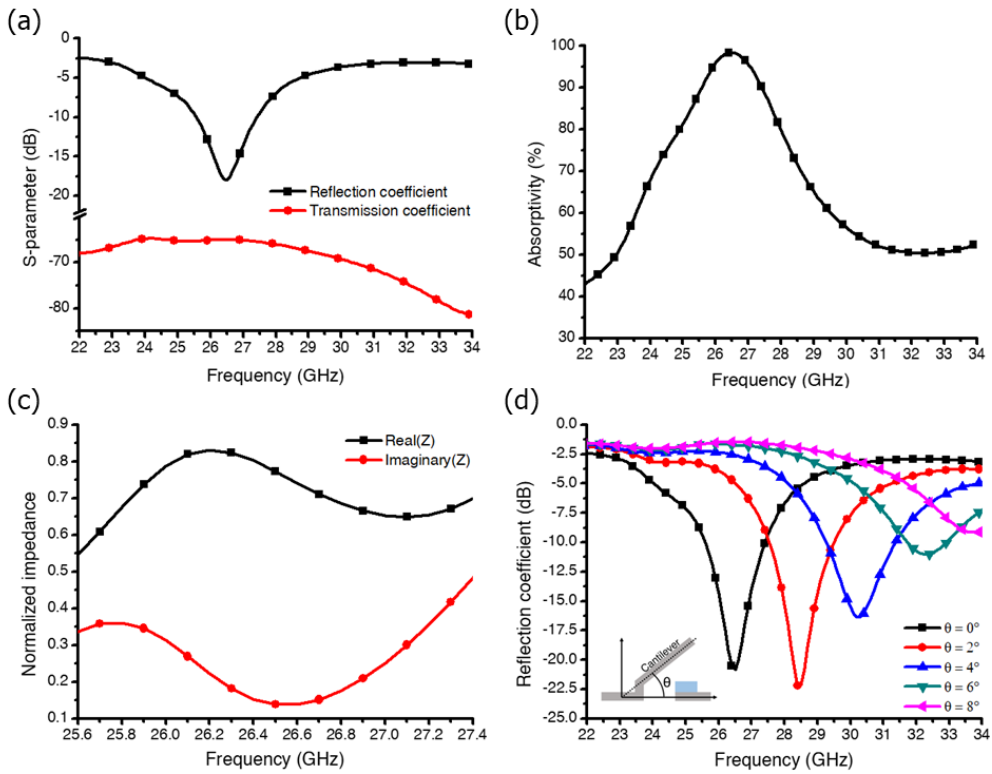 (a)
0
-5
-10
-15
-20
-70
-80
S-parameter (dB)
Reflection coefficient
Transmission coefficient
22 23 24 25 26 27 28 29 30 31 32 33 34
Frequency (GHz)
(b)
100
90
80
70
60
50
40
30
Absorptivity (%)
22 23 24 25 26 27 28 29 30 31 32 33 34
Frequency (GHz)
(c)
0.9
0.8
0.7
0.6
0.5
0.4
0.3
0.2
0.1
Normalized impedance
Real(Z)
Imaginary(Z)
25.6 25.8 26.0 26.2 26.4 26.6 26.8 27.0 27.2 27.4
Frequency (GHz)
(d)
0.0
-2.5
-5.0
-7.5
-10.0
-12.5
-15.0
-17.5
-20.0
-22.5
-25.0
Reflection coefficient (dB)
Cantilever
θ
θ = 0°
θ = 2°
θ = 4°
θ = 6°
θ = 8°
22 23 24 25 26 27 28 29 30 31 32 33 34
Frequency (GHz)